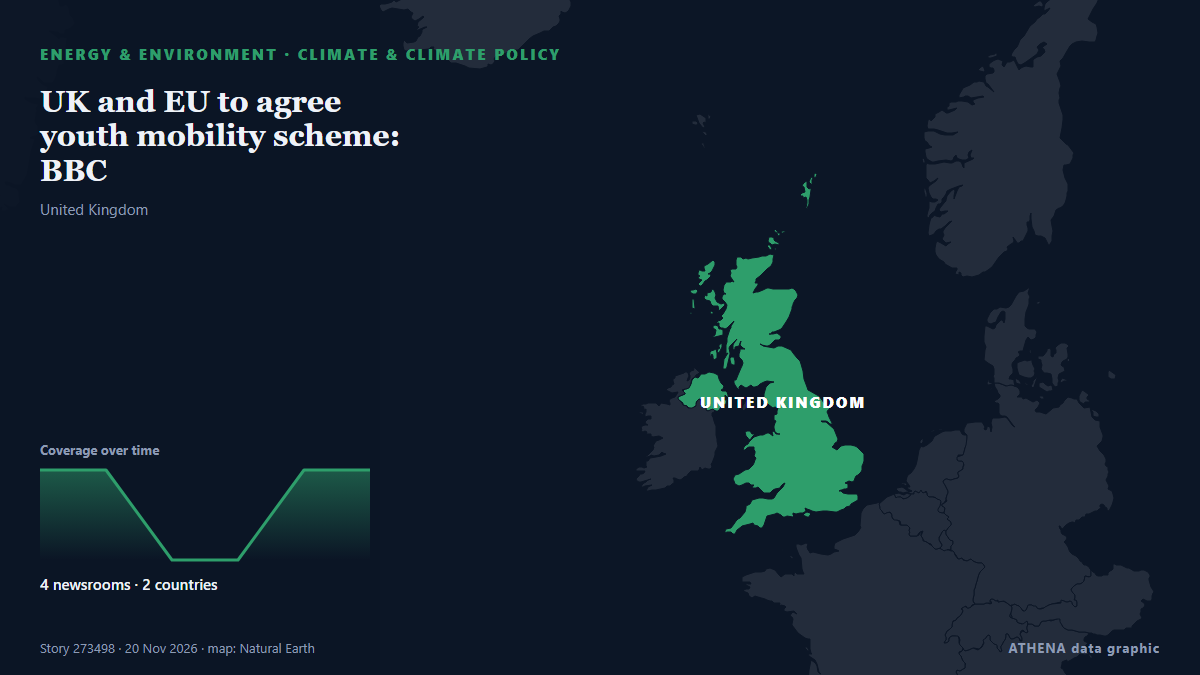 ENERGY & ENVIRONMENT · CLIMATE & CLIMATE POLICY
UK and EU to agree
youth mobility scheme:
BBC
United Kingdom
UNITED KINGDOM
Coverage over time
4 newsrooms · 2 countries
Story 273498 · 20 Nov 2026 · map: Natural Earth
ATHENA data graphic